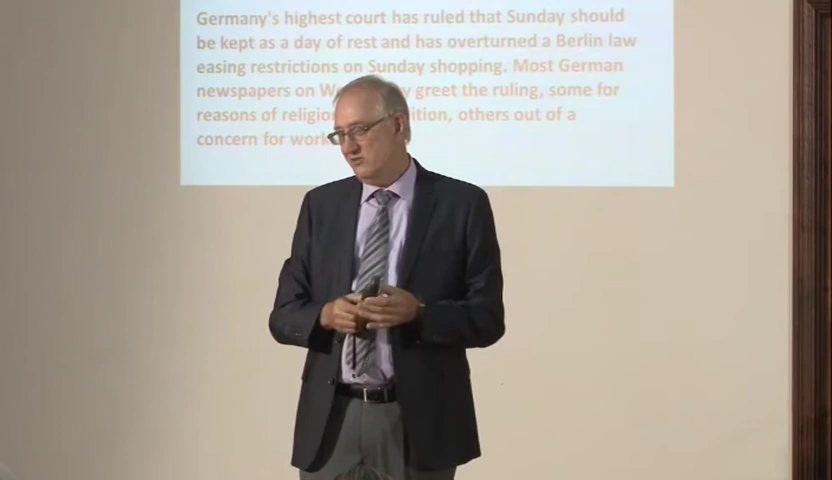 Germany's highest court has ruled that Sunday should
be kept as a day of rest and has overturned a Berlin law
easing restrictions on Sunday shopping. Most German
newspapers on greet the ruling, some for
reasons of others out of a
concern for